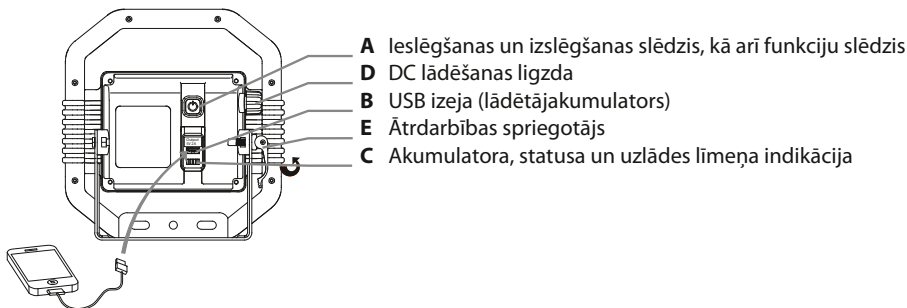 A Ieslēgšanas un izslēgšanas slēdzis, kā arī funkciju slēdzis
D DC lādēšanas ligzda
B USB izeja (lādētājakumulators)
E Ātrdarbības spriegotājs
C Akumulatora, statusa un uzlādes līmeņa indikācija